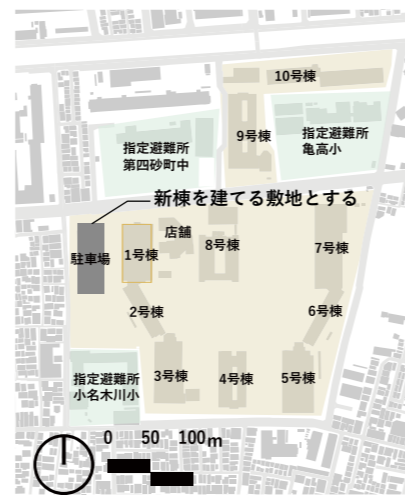 10号棟
9号棟
指定避難所
亀高小
指定避難所
第四砂町中
新棟を建てる敷地とする
店舗
駐車場
1号棟
8号棟
7号棟
2号棟
6号棟
指定避難所
小名木川小
3号棟
4号棟
5号棟
0 50 100m